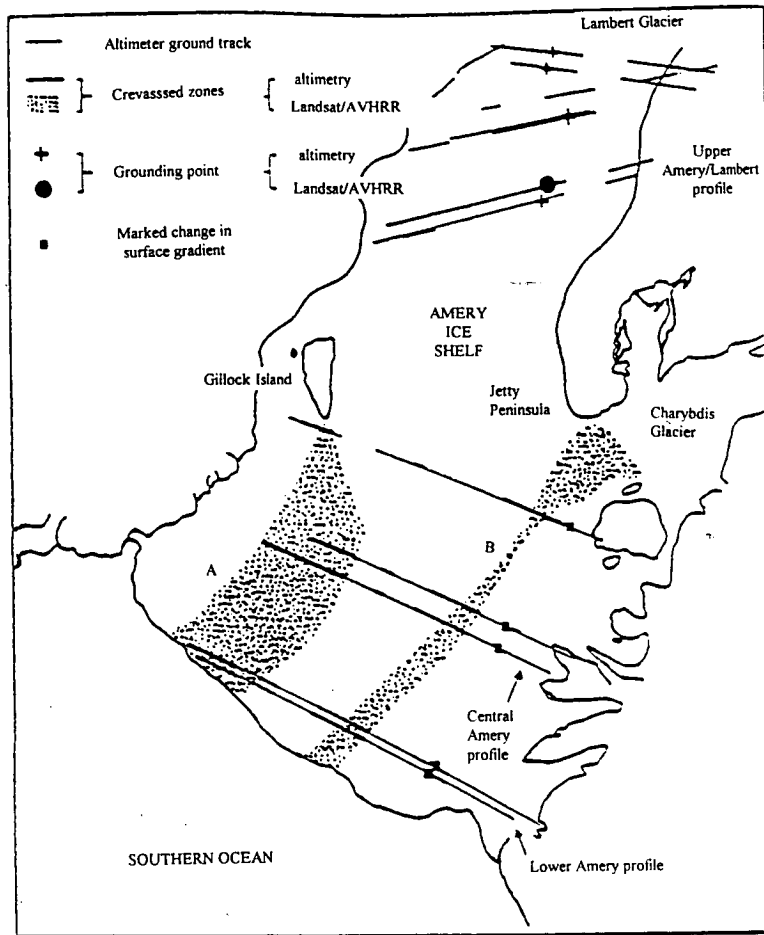 Lambert Glacier
Altimeter ground track
altimetry
Crevasssed zones
Landsat/AVHRR
altimetry
Grounding point
Landsat/AVHRR
Marked change in
surface gradient
Upper
Amery/Lambert
profile
AMERY
ICE
SHELF
Gillock Island
Jetty
Peninsula
Charybdis
Glacier
A
B
Central
Amery
profile
SOUTHERN OCEAN
Lower Amery profile